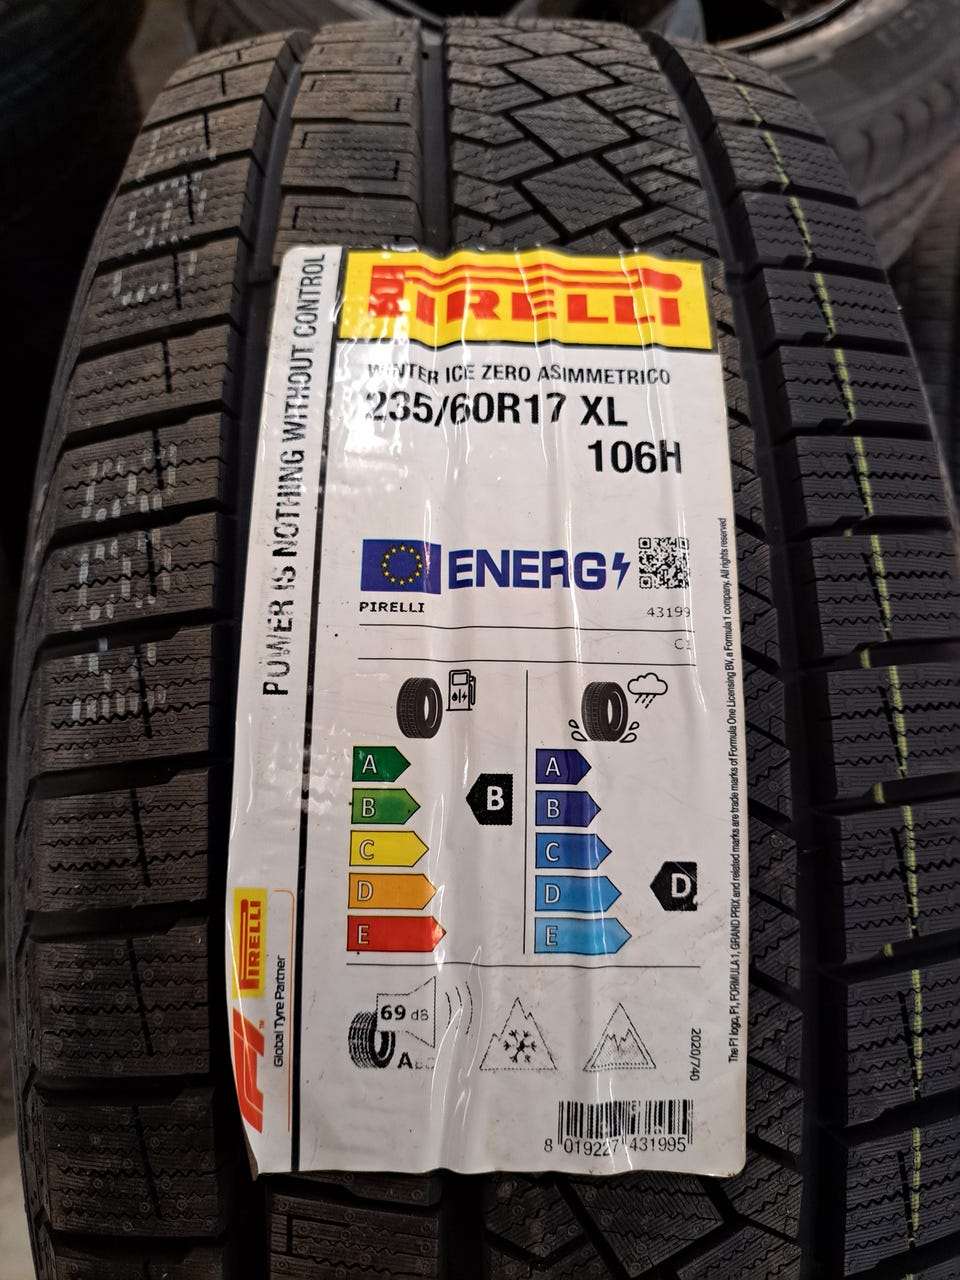 PIRELLI
WINTER ICE ZERO ASIMMETRICO
235/60R17 XL
106H
POWER IS NOTHING WITHOUT CONTROL
ENERG
PIRELLI
43199
C1
A
B
C
D
E
B
A
B
C
D
E
D
69 dB
ABC
2020/740
8 019227 431995
PIRELLI
F1
Global Tyre Partner
The F1 logo, F1, FORMULA 1, GRAND PRIX and related marks are trade marks of Formula One Licensing BV, a Formula 1 company. All rights reserved